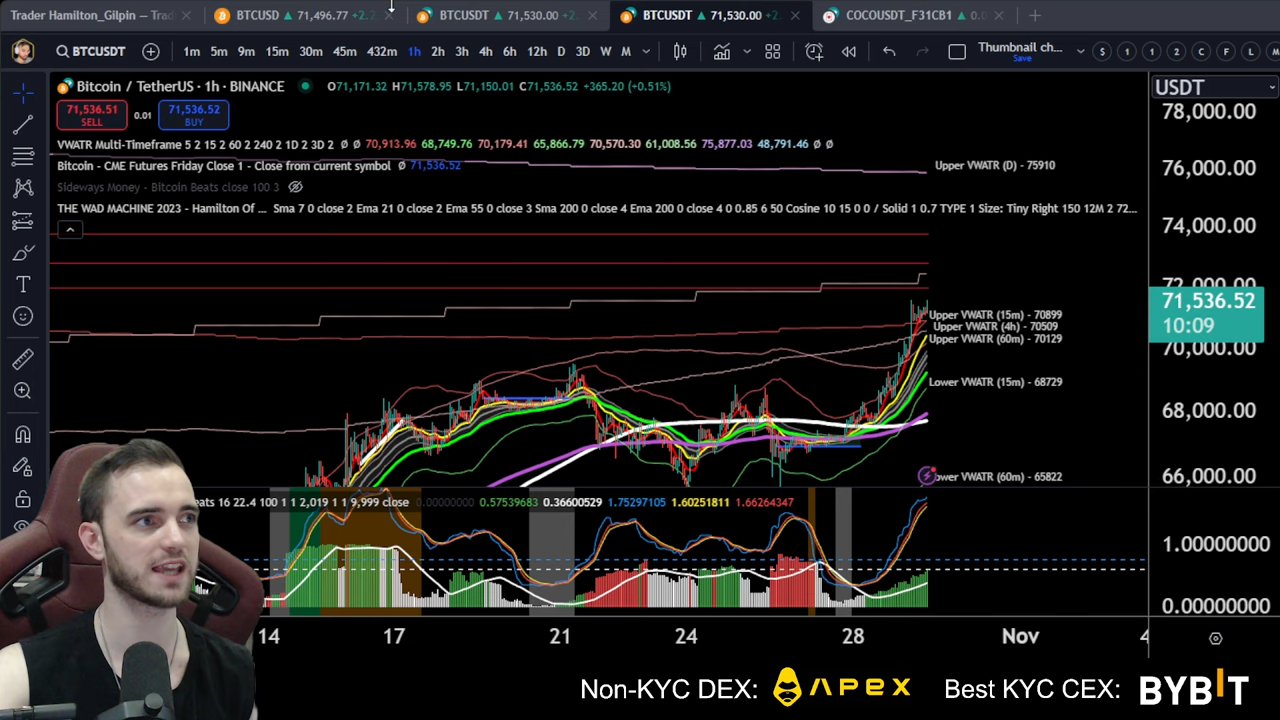 Trader Hamilton_Gilpin — Trad
BTCUSD ▲ 71,496.77 +2.2
BTCUSDT ▲ 71,530.00 +2.
BTCUSDT ▲ 71,530.00 +2
COCOUSDT_F31CB1 ▲ 0.0
BTCUSDT
1m 5m 9m 15m 30m 45m 432m 1h 2h 3h 4h 6h 12h D 3D W M
Thumbnail ch...
Save
$ 1 1 2 C F L M
Bitcoin / TetherUS · 1h · BINANCE
O71,171.32 H71,578.95 L71,150.01 C71,536.52 +365.20 (+0.51%)
USDT
71,536.51
SELL
0.01
71,536.52
BUY
VWATR Multi-Timeframe 5 2 15 2 60 2 240 2 1D 2 3D 2 Ø Ø 70,913.96 68,749.76 70,179.41 65,866.79 70,570.30 61,008.56 75,877.03 48,791.46 Ø Ø
Bitcoin - CME Futures Friday Close 1 - Close from current symbol Ø 71,536.52
Sideways Money - Bitcoin Beats close 100 3
THE WAD MACHINE 2023 - Hamilton Of ... Sma 7 0 close 2 Ema 21 0 close 2 Ema 55 0 close 3 Sma 200 0 close 4 Ema 200 0 close 4 0 0.85 6 50 Cosine 10 15 0 0 / Solid 1 0.7 TYPE 1 Size: Tiny Right 150 12M 2 72...
Upper VWATR (D) - 75910
Upper VWATR (15m) - 70899
Upper VWATR (4h) - 70509
Upper VWATR (60m) - 70129
Lower VWATR (15m) - 68729
ower VWATR (60m) - 65822
78,000.00
76,000.00
74,000.00
72,000.00
71,536.52
10:09
70,000.00
68,000.00
66,000.00
eats 16 22.4 100 1 1 2,019 1 1 9,999 close 0.00000000 0.57539683 0.36600529 1.75297105 1.60251811 1.66264347
1.00000000
0.00000000
14 17 21 24 28 Nov 4
Non-KYC DEX: APEX Best KYC CEX: BYBIT